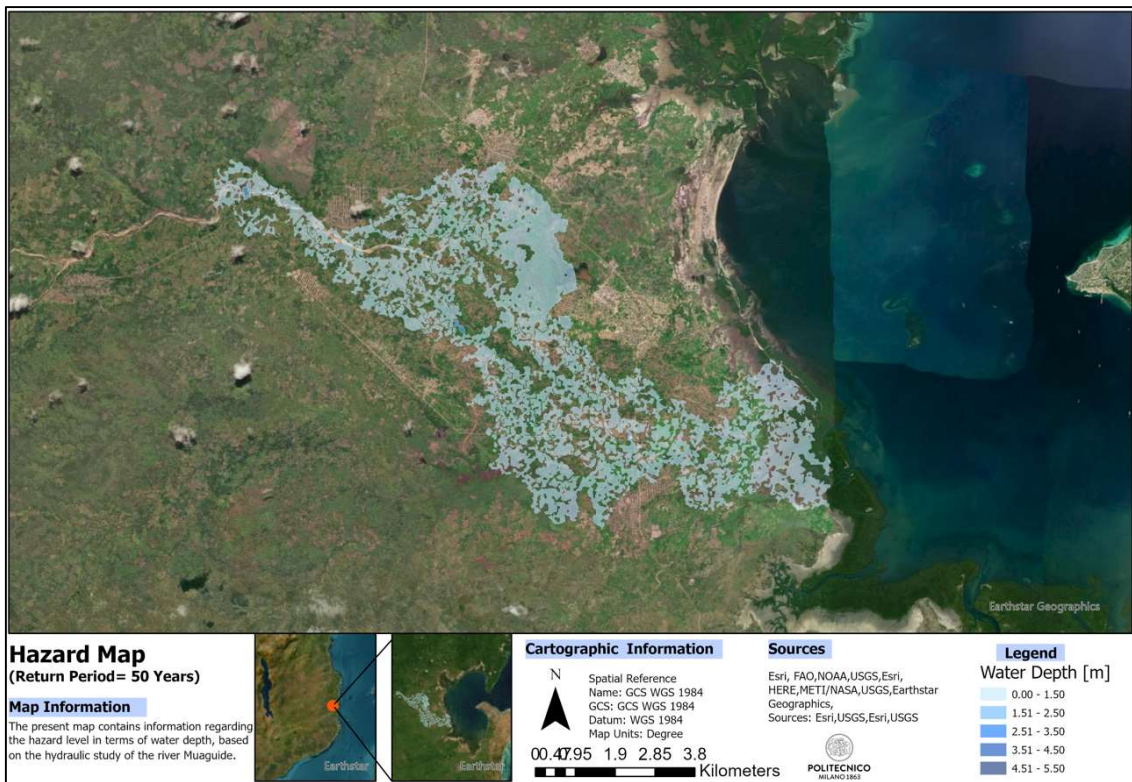 Earthstar Geographics
Hazard Map
(Return Period= 50 Years)
Map Information
The present map contains information regarding
the hazard level in terms of water depth, based
on the hydraulic study of the river Muaguide.
Earthstar
Earthstar
Cartographic Information
N
Spatial Reference
Name: GCS WGS 1984
GCS: GCS WGS 1984
Datum: WGS 1984
Map Units: Degree
0 0.47 0.95 1.9 2.85 3.8
Kilometers
Sources
Esri, FAO,NOAA,USGS,Esri,
HERE,METI/NASA,USGS,Earthstar
Geographics,
Sources: Esri,USGS,Esri,USGS
POLITECNICO
MILANO 1863
Legend
Water Depth [m]
0.00 - 1.50
1.51 - 2.50
2.51 - 3.50
3.51 - 4.50
4.51 - 5.50